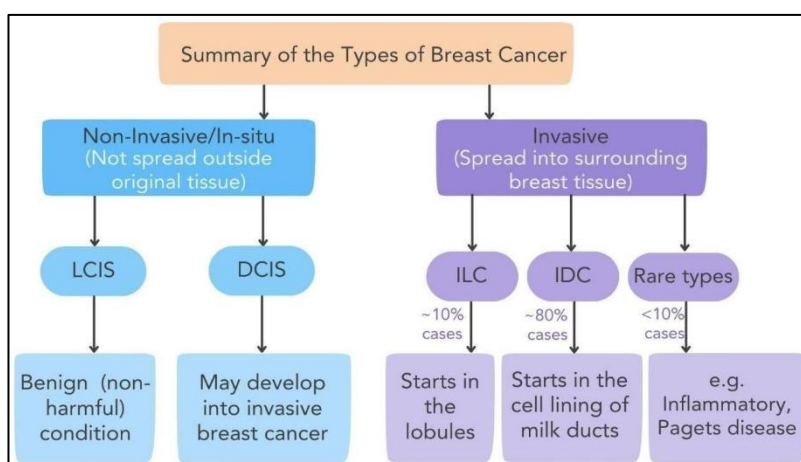 Summary of the Types of Breast Cancer
Non-Invasive/In-situ
(Not spread outside
original tissue)
Invasive
(Spread into surrounding
breast tissue)
LCIS
DCIS
ILC
IDC
Rare types
~10%
cases
~80%
cases
<10%
cases
Benign (non-
harmful)
condition
May develop
into invasive
breast cancer
Starts in
the
lobules
Starts in the
cell lining of
milk ducts
e.g.
Inflammatory,
Pagets disease